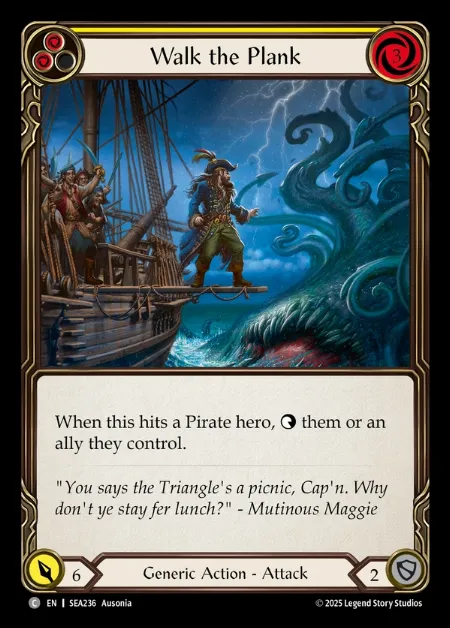 3
Walk the Plank
When this hits a Pirate hero, them or an
ally they control.
"You says the Triangle's a picnic, Cap'n. Why
don't ye stay fer lunch?" - Mutinous Maggie
6
Generic Action - Attack
2
C EN | SEA236 Ausonia
© 2025 Legend Story Studios